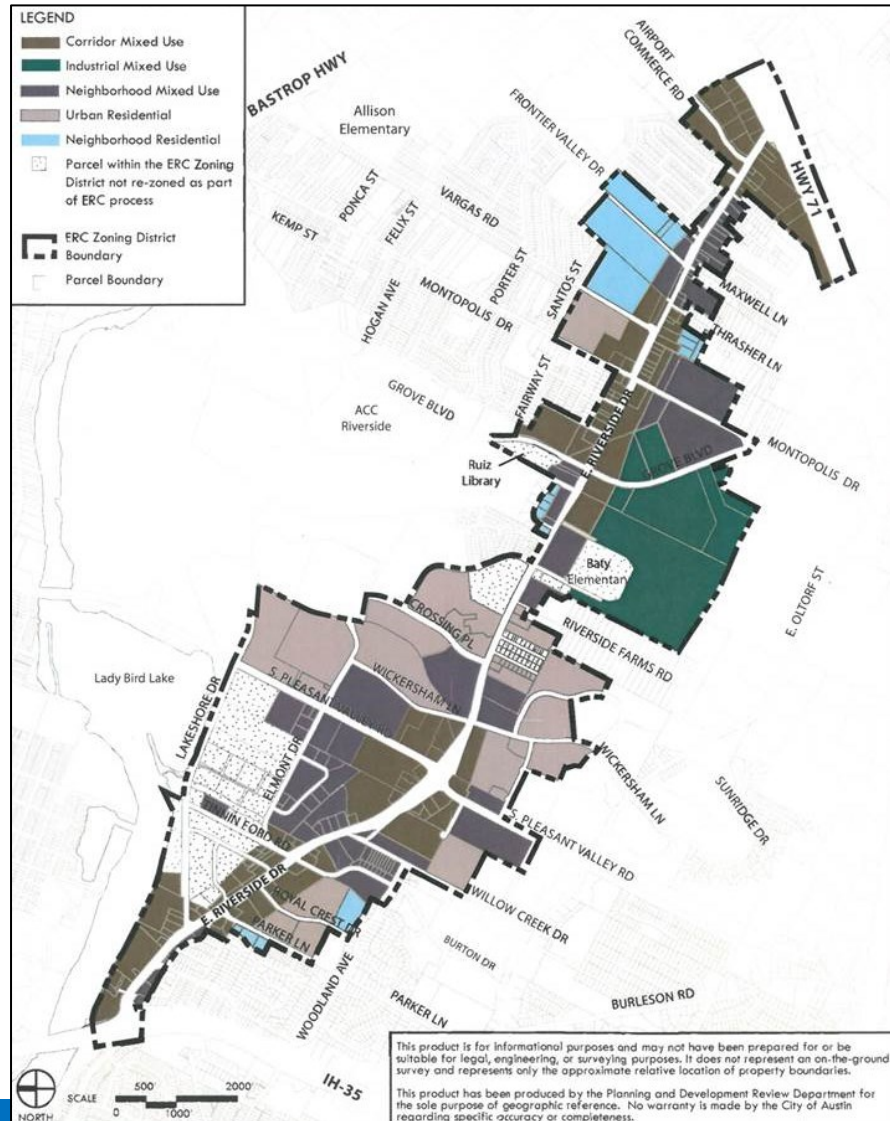 LEGEND
Corridor Mixed Use
Industrial Mixed Use
Neighborhood Mixed Use
Urban Residential
Neighborhood Residential
Parcel within the ERC Zoning
District not re-zoned as part
of ERC process
ERC Zoning District
Boundary
Parcel Boundary
BASTROP HWY
Allison
Elementary
AIRPORT
COMMERCE RD
FRONTIER VALLEY DR
HWY 71
PONCA ST
KEMP ST
FELIX ST
VARGAS RD
PORTER ST
SANTOS ST
HOGAN AVE
MONTOPOLIS DR
MAXWELL LN
THRASHER LN
FAIRWAY ST
GROVE BLVD
ACC
Riverside
E. RIVERSIDE DR
Ruiz
Library
GROVE BLVD
MONTOPOLIS DR
Baty
Elementan
E. OLTORF ST
RIVERSIDE FARMS RD
CROSSING PL
WICKERSHAM LN
Lady Bird Lake
LAKESHORE DR
S. PLEASANT VALLEY RD
ELMONT DR
WICKERSHAM LN
SUNRIDGE DR
TINNIN FORD RD
S. PLEASANT VALLEY RD
E. RIVERSIDE DR
ROYAL CREST DR
PARKER LN
WILLOW CREEK DR
BURTON DR
WOODLAND AVE
PARKER LN
BURLESON RD
IH-35
NORTH
SCALE
0 500 1000 2000
This product is for informational purposes and may not have been prepared for or be
suitable for legal, engineering, or surveying purposes. It does not represent an on-the-ground
survey and represents only the approximate relative location of property boundaries.
This product has been produced by the Planning and Development Review Department for
the sole purpose of geographic reference. No warranty is made by the City of Austin
regarding specific accuracy or completeness.